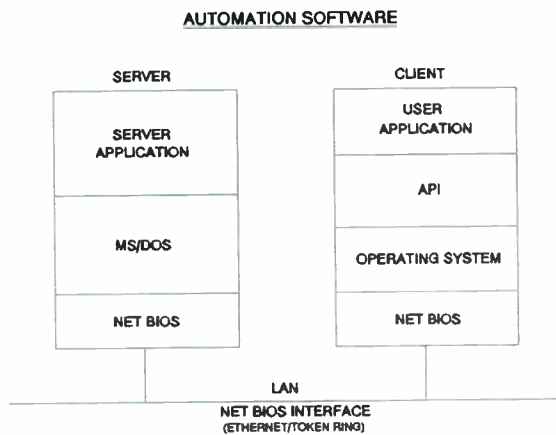 AUTOMATION SOFTWARE
SERVER
SERVER
APPLICATION
MS/DOS
NET BIOS
CLIENT
USER
APPLICATION
API
OPERATING SYSTEM
NET BIOS
LAN
NET BIOS INTERFACE
(ETHERNET/TOKEN RING)